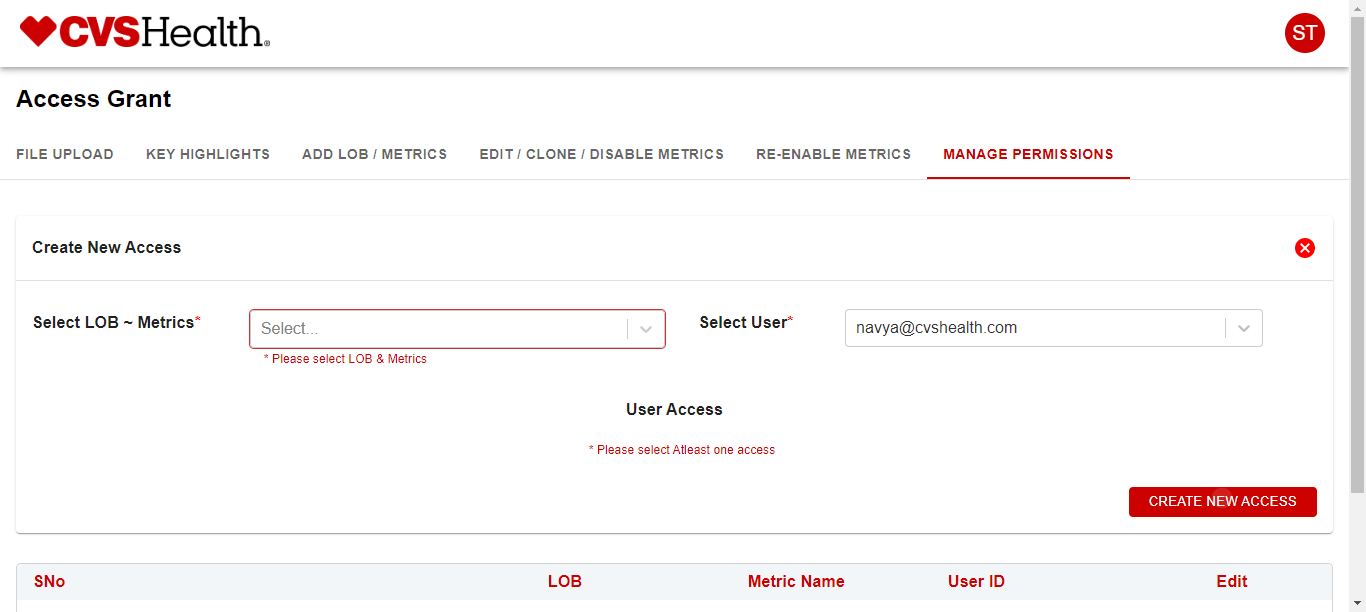 CVSHealth®
ST
Access Grant
FILE UPLOAD KEY HIGHLIGHTS ADD LOB / METRICS EDIT / CLONE / DISABLE METRICS RE-ENABLE METRICS MANAGE PERMISSIONS
Create New Access
Select LOB ~ Metrics* Select... Select User* navya@cvshealth.com
* Please select LOB & Metrics
User Access
* Please select Atleast one access
CREATE NEW ACCESS
SNo LOB Metric Name User ID Edit